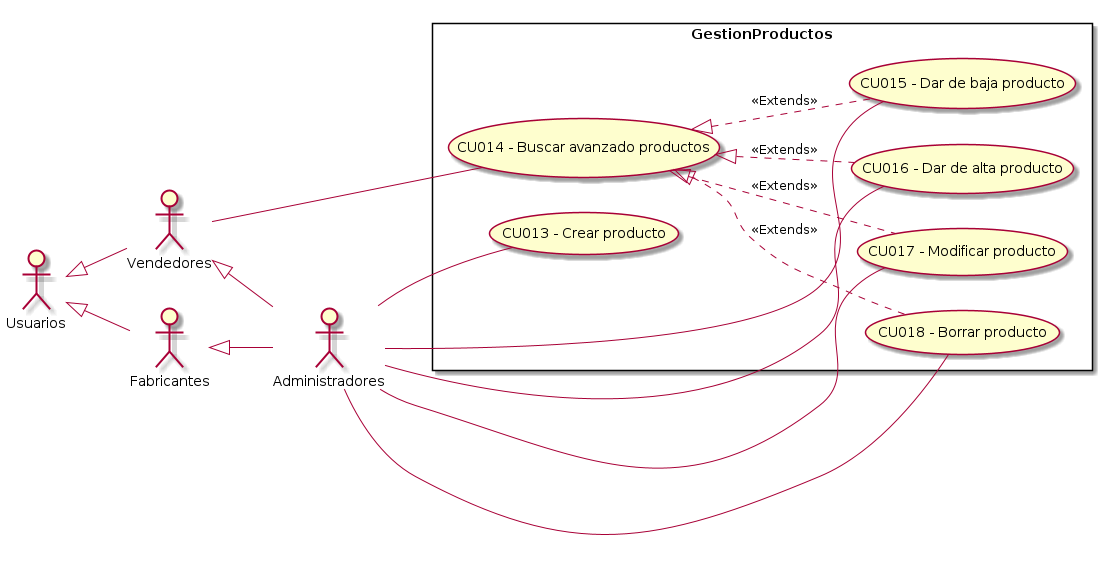 GestionProductos
CU015 - Dar de baja producto
«Extends»
CU014 - Buscar avanzado productos
«Extends»
CU016 - Dar de alta producto
«Extends»
CU013 - Crear producto
«Extends»
CU017 - Modificar producto
Vendedores
Usuarios
CU018 - Borrar producto
Fabricantes
Administradores